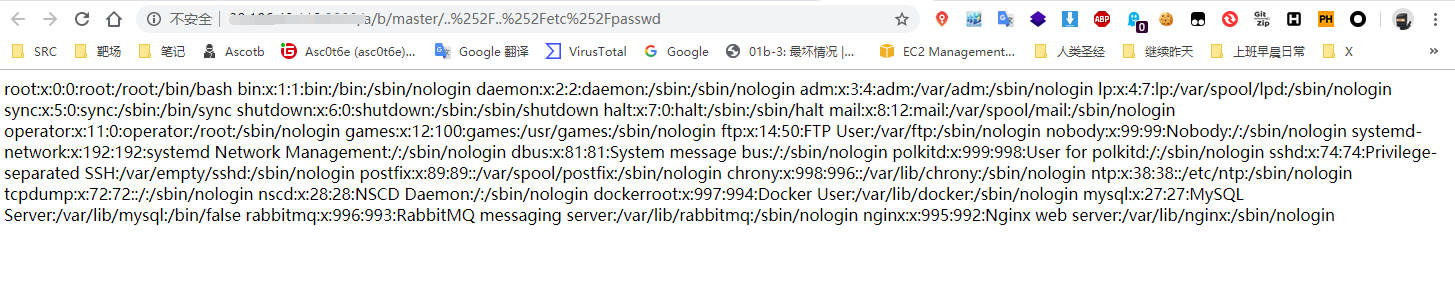 不安全 /a/b/master/..%252F..%252Fetc%252Fpasswd ABP 0 Git Zip H PH
SRC 靶场 笔记 Ascotb Asc0t6e (asc0t6e)... Google 翻译 VirusTotal Google 01b-3: 最坏情况 |... EC2 Management... 人类圣经 继续昨天 上班早晨日常 X »
root:x:0:0:root:/root:/bin/bash bin:x:1:1:bin:/bin:/sbin/nologin daemon:x:2:2:daemon:/sbin:/sbin/nologin adm:x:3:4:adm:/var/adm:/sbin/nologin lp:x:4:7:lp:/var/spool/lpd:/sbin/nologin
sync:x:5:0:sync:/sbin:/bin/sync shutdown:x:6:0:shutdown:/sbin:/sbin/shutdown halt:x:7:0:halt:/sbin:/sbin/halt mail:x:8:12:mail:/var/spool/mail:/sbin/nologin
operator:x:11:0:operator:/root:/sbin/nologin games:x:12:100:games:/usr/games:/sbin/nologin ftp:x:14:50:FTP User:/var/ftp:/sbin/nologin nobody:x:99:99:Nobody:/:/sbin/nologin systemd-
network:x:192:192:systemd Network Management:/:/sbin/nologin dbus:x:81:81:System message bus:/:/sbin/nologin polkitd:x:999:998:User for polkitd:/:/sbin/nologin sshd:x:74:74:Privilege-
separated SSH:/var/empty/sshd:/sbin/nologin postfix:x:89:89::/var/spool/postfix:/sbin/nologin chrony:x:998:996::/var/lib/chrony:/sbin/nologin ntp:x:38:38::/etc/ntp:/sbin/nologin
tcpdump:x:72:72::/:/sbin/nologin nscd:x:28:28:NSCD Daemon:/:/sbin/nologin dockerroot:x:997:994:Docker User:/var/lib/docker:/sbin/nologin mysql:x:27:27:MySQL
Server:/var/lib/mysql:/bin/false rabbitmq:x:996:993:RabbitMQ messaging server:/var/lib/rabbitmq:/sbin/nologin nginx:x:995:992:Nginx web server:/var/lib/nginx:/sbin/nologin